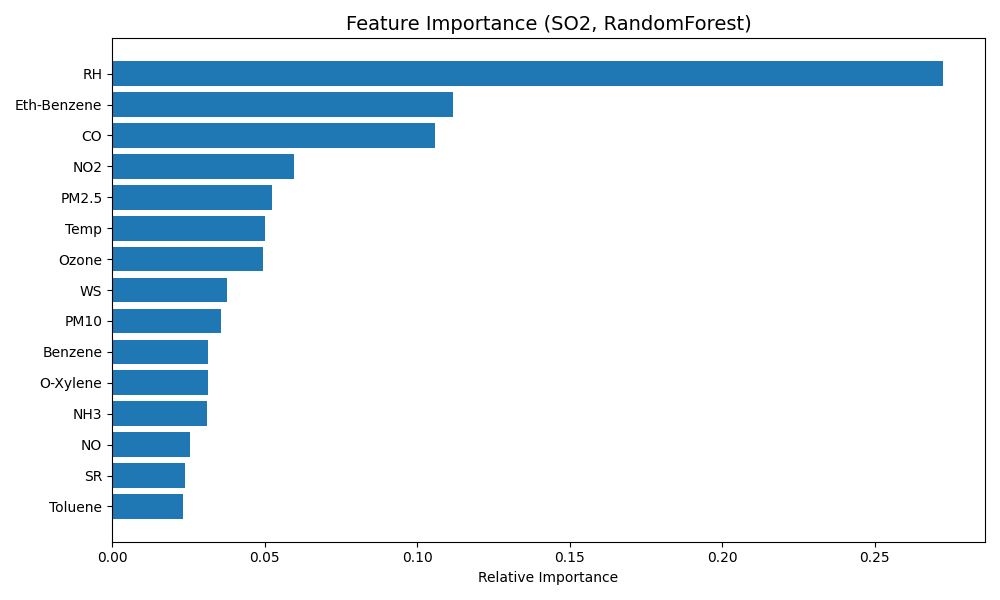 Feature Importance (SO2, RandomForest)
RH
Eth-Benzene
CO
NO2
PM2.5
Temp
Ozone
WS
PM10
Benzene
O-Xylene
NH3
NO
SR
Toluene
0.00 0.05 0.10 0.15 0.20 0.25
Relative Importance